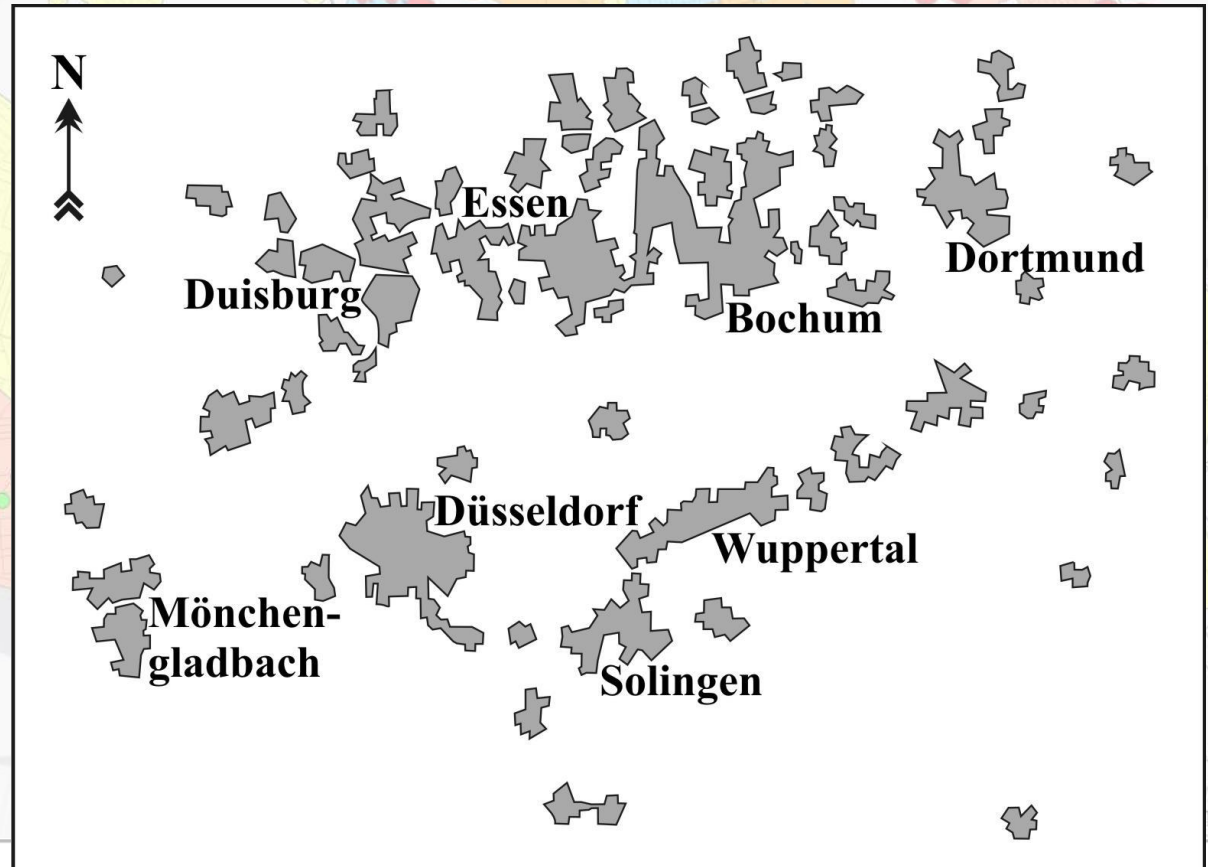 N
Essen
Dortmund
Duisburg
Bochum
Düsseldorf
Wuppertal
Mönchen-
gladbach
Solingen